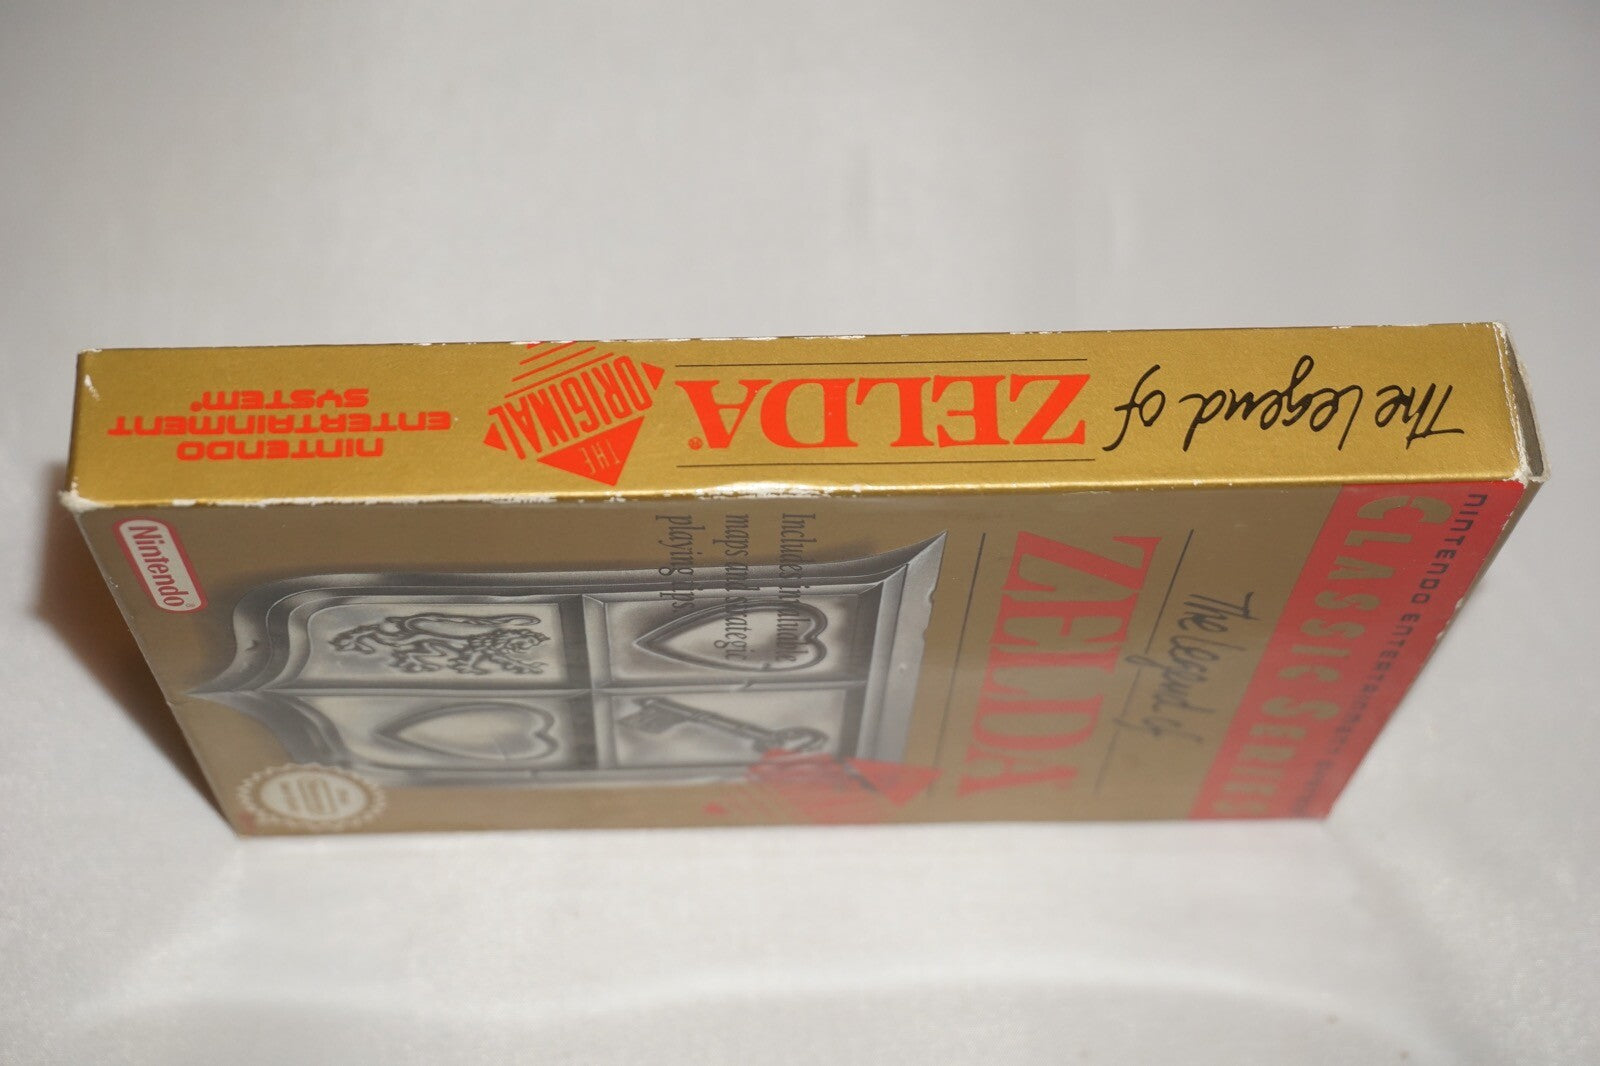 The Legend of
ZELDA®
THE
ORIGINAL
NINTENDO
ENTERTAINMENT
SYSTEM®
NINTENDO ENTERTAINMENT SYSTEM
CLASSIC SERIES
The Legend of
ZELDA
Includes invaluable
maps and strategic
playing tips.
Nintendo®